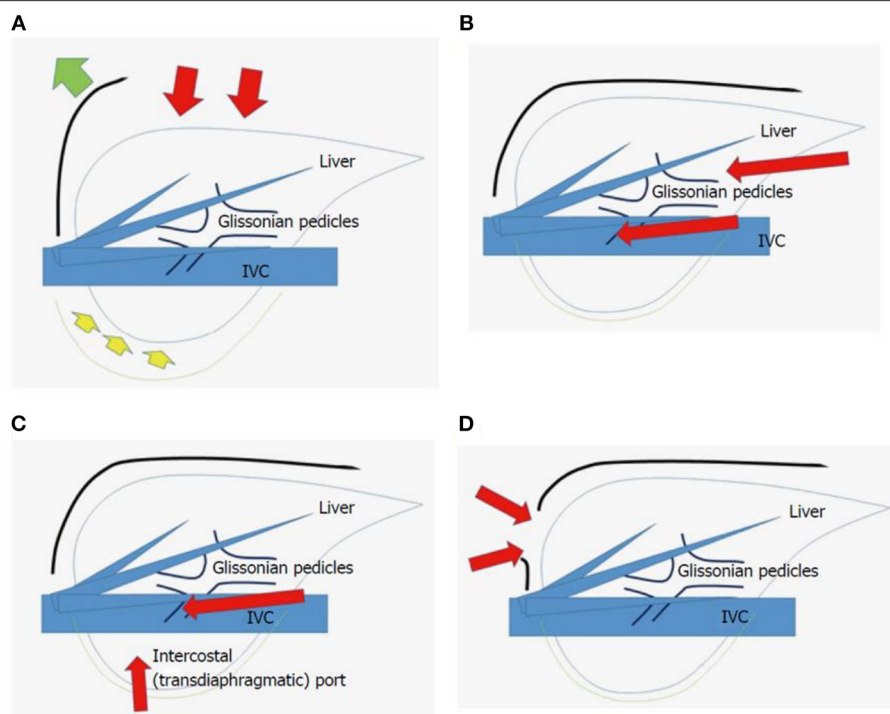 A
Liver
Glissonian pedicles
IVC
B
Liver
Glissonian pedicles
IVC
C
Liver
Glissonian pedicles
IVC
Intercostal
(transdiaphragmatic) port
D
Liver
Glissonian pedicles
IVC